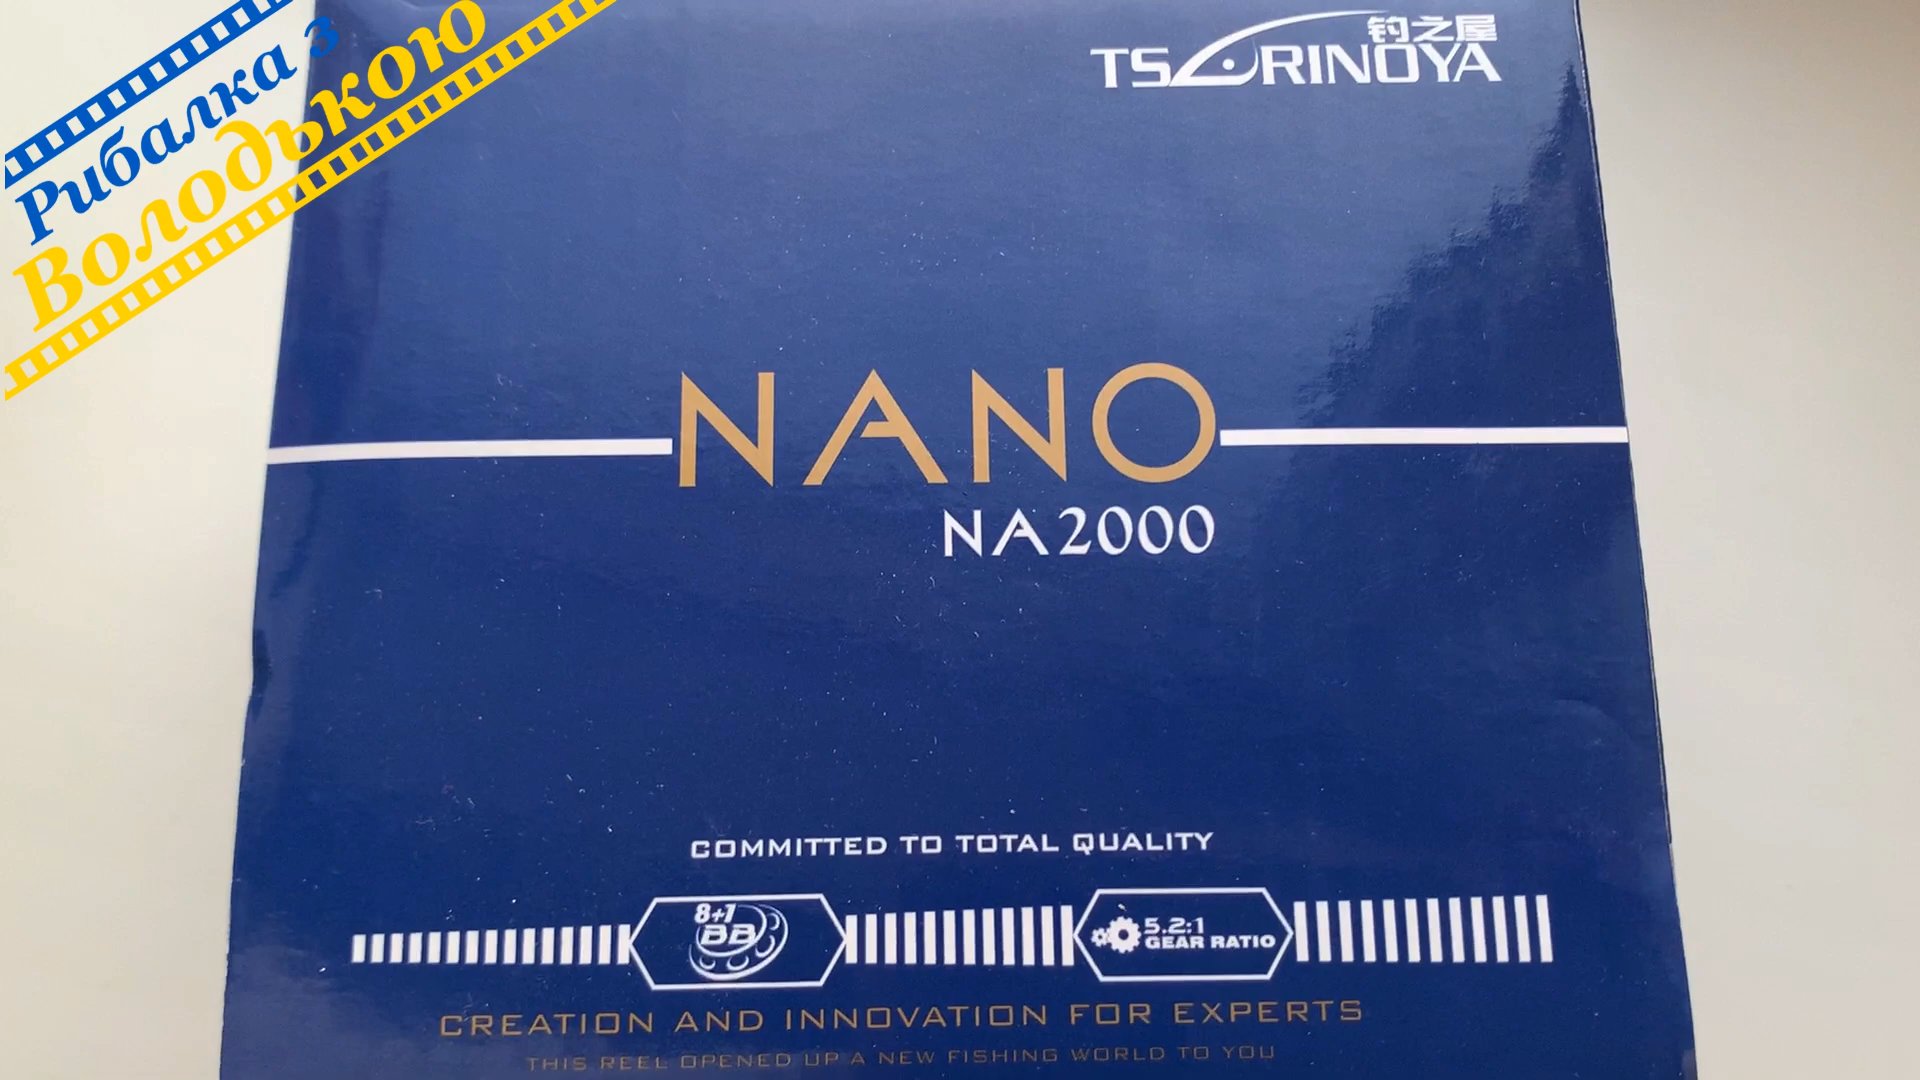 Рибалка з
Володькою
钓之屋
TSURINOYA
NANO
NA2000
COMMITTED TO TOTAL QUALITY
8+1
BB
5.2:1
GEAR RATIO
CREATION AND INNOVATION FOR EXPERTS
THIS REEL OPENED UP A NEW FISHING WORLD TO YOU